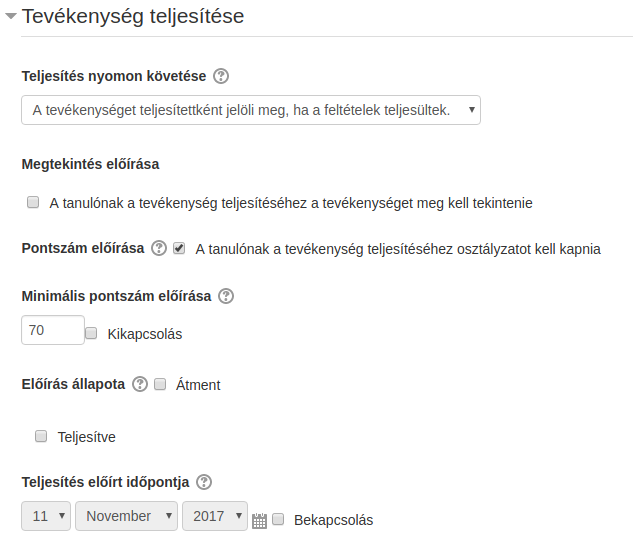 Tevékenység teljesítése
Teljesítés nyomon követése
A tevékenységet teljesítettként jelöli meg, ha a feltételek teljesültek.
Megtekintés előírása
A tanulónak a tevékenység teljesítéséhez a tevékenységet meg kell tekintenie
Pontszám előírása A tanulónak a tevékenység teljesítéséhez osztályzatot kell kapnia
Minimális pontszám előírása
70 Kikapcsolás
Előírás állapota Átment
Teljesítve
Teljesítés előírt időpontja
11 November 2017 Bekapcsolás